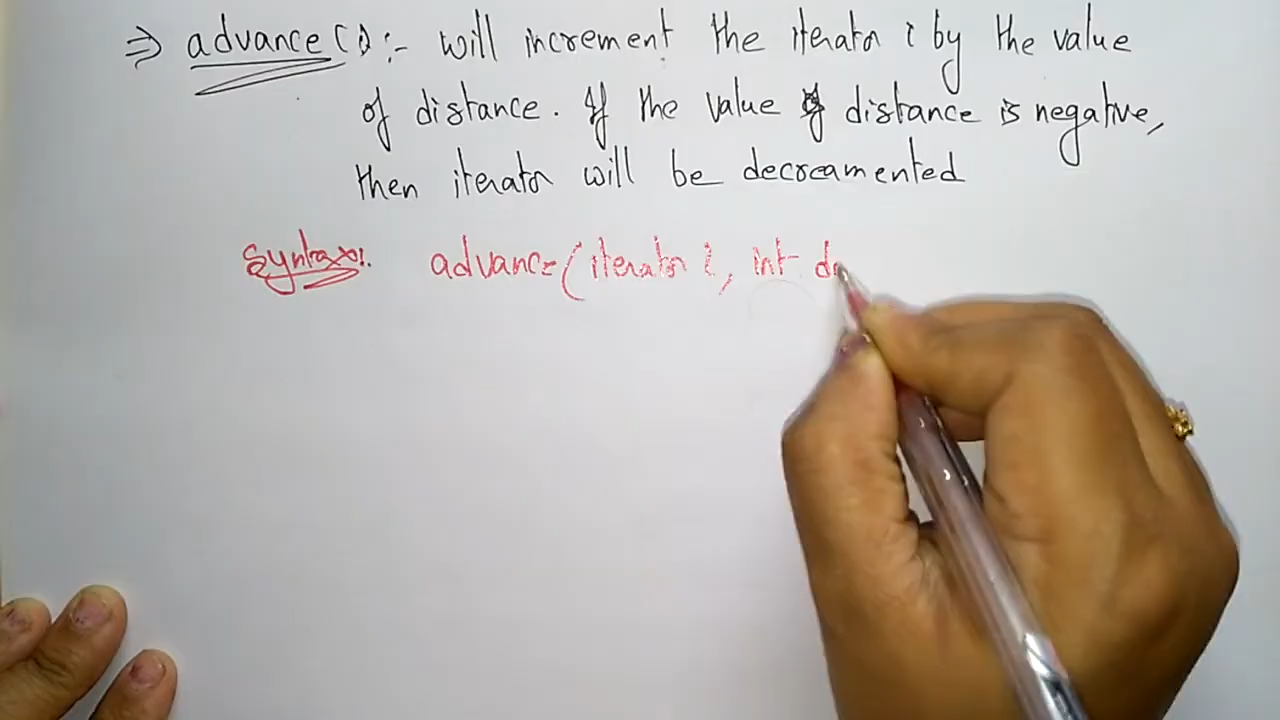 ⇒ advance():- will increment the iterator i by the value
of distance. If the value of distance is negative,
then iterator will be decreamented
Syntax:. advance(iterator i, int d